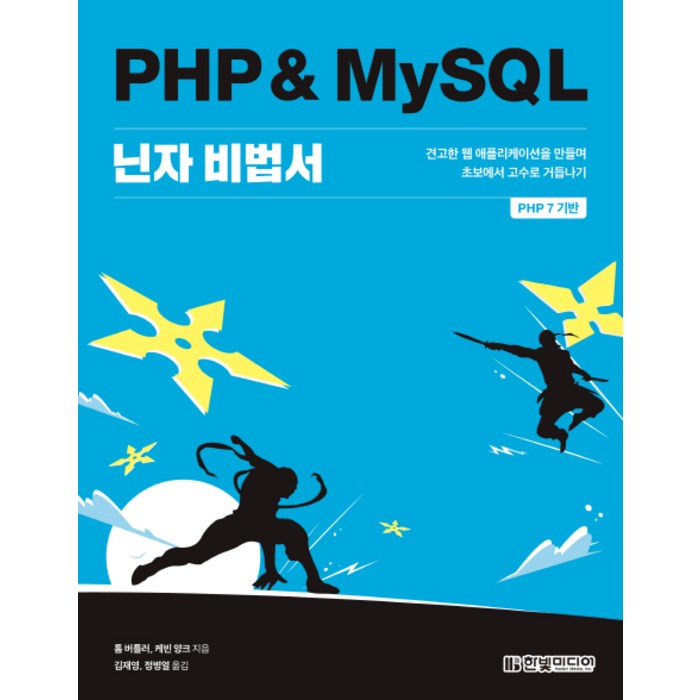 PHP & MySQL
닌자 비법서
견고한 웹 애플리케이션을 만들며
초보에서 고수로 거듭나기
PHP 7 기반
톰 버틀러, 케빈 양크 지음
김재영, 정병열 옮김
한빛미디어
Hanbit Media, Inc.